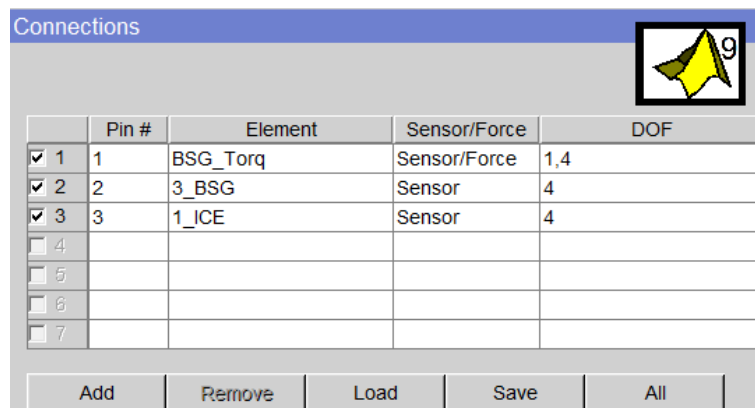 Connections
9
Pin # Element Sensor/Force DOF
1 1 BSG_Torq Sensor/Force 1,4
2 2 3_BSG Sensor 4
3 3 1_ICE Sensor 4
4
5
6
7
Add Remove Load Save All